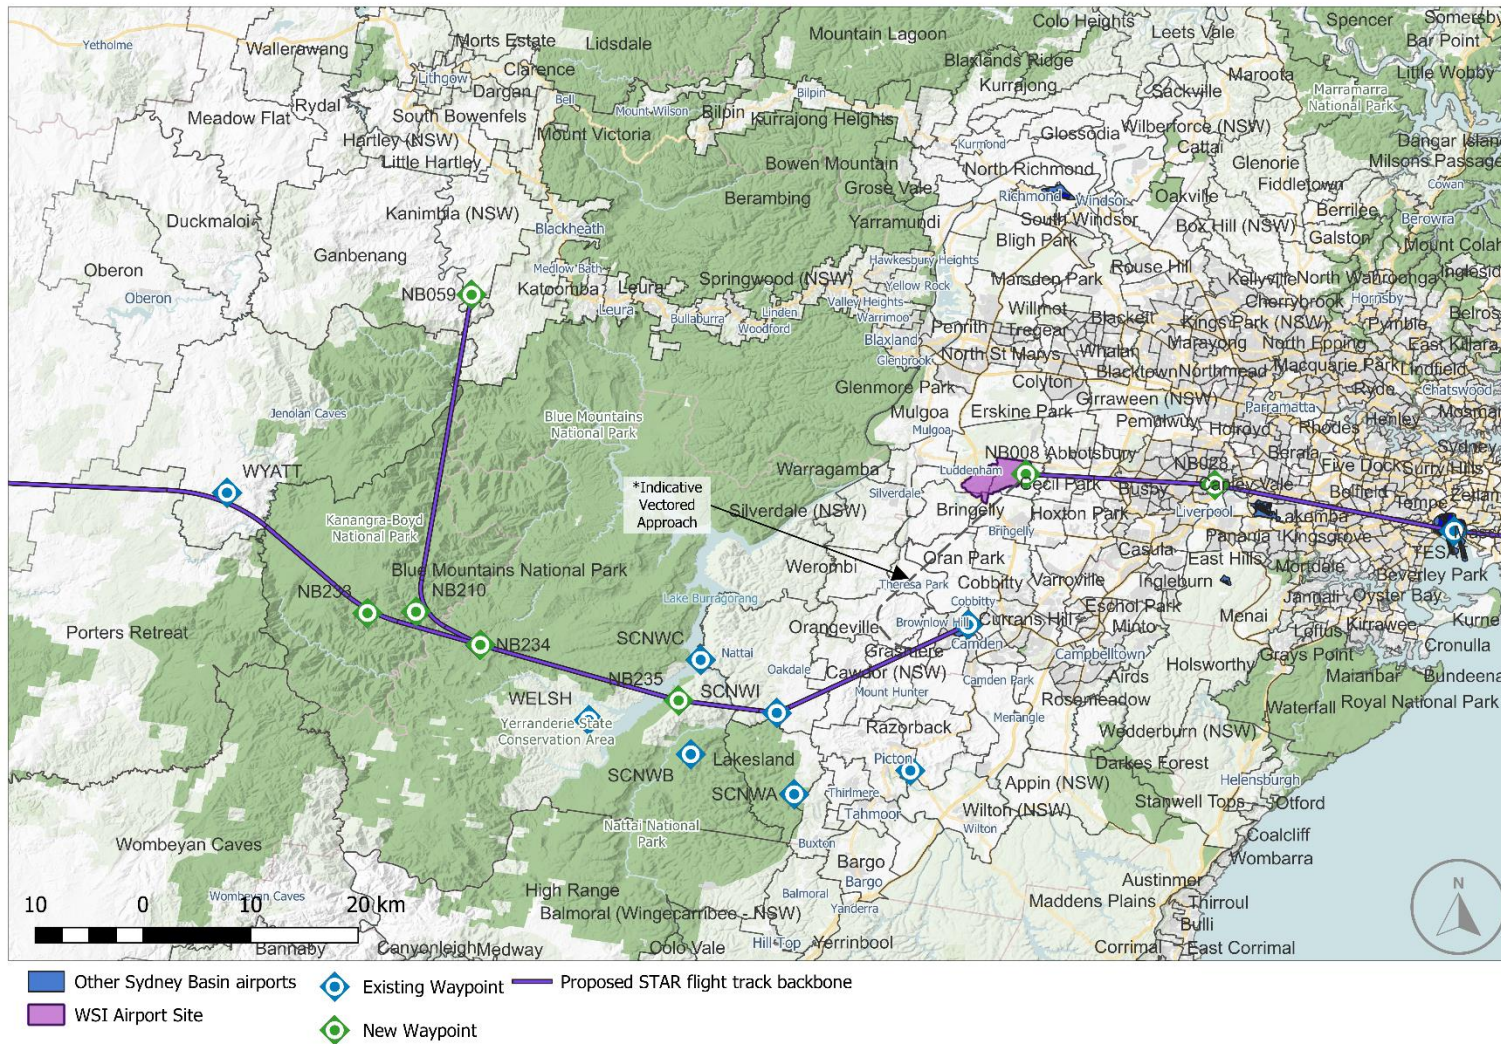 Yetholme
Wallerawang
Morts Estate
Lidsdale
Mountain Lagoon
Colo Heights
Leets Vale
Spencer
Somersby
Bar Point
Lithgow
Clarence
Dargan
Blaxlands Ridge
Kurrajong
Maroota
Sackville
Little Wobby
Marramarra
National Park
Rydal
Meadow Flat
South Bowenfels
Bell
Mount Wilson
Bilpin
Bilpin
Mount Victoria
Kurrajong Heights
Glossodia
Wilberforce (NSW)
Cattai
Dangar Island
Milsons Passage
Hartley (NSW)
Little Hartley
Kurmond
Bowen Mountain
North Richmond
Glenorie
Fiddletown
Cowan
Grose Vale
Berambing
Richmond
Windsor
South Windsor
Oakville
Berrilee
Berowra
Duckmaloi
Kanimbla (NSW)
Blackheath
Yarramundi
Bligh Park
Box Hill (NSW)
Galston
Mount Colah
Ganbenang
Oberon
Oberon
Medlow Bath
Katoomba
Leura
Leura
Springwood (NSW)
Hawkesbury Heights
Yellow Rock
Marsden Park
Rouse Hill
Kellyville
North Wahroonga
NB059
Valley Heights
Warrimoo
Willmot
Cherrybrook
Hornsby
Bullaburra
Linden
Woodford
Blaxland
Penrith
Tregear
Blackett
Kings Park (NSW)
Pymble
Marayong
North Epping
East Killara
Glenbrook
North St Marys
Whalan
Macquarie Park
Lindfield
Glenmore Park
Colyton
Blacktown
Northmead
Ryde
Chatswood
Jenolan Caves
Mulgoa
Mulgoa
Erskine Park
Girraween (NSW)
Pemulwuy
Parramatta
Holroyd
Rhodes
Henley
Mosman
Sydney
Blue Mountains
National Park
NB008
Abbotsbury
Berala
Five Dock
Surry Hills
WYATT
Warragamba
Luddenham
Cecil Park
Busby
NB028
Canley Vale
Belfield
Tempe
*Indicative
Vectored
Approach
Silverdale
Silverdale (NSW)
Bringelly
Bringelly
Hoxton Park
Liverpool
Lakemba
Kingsgrove
Panania
TESAT
Kanangra-Boyd
National Park
Oran Park
Casula
East Hills
Mortdale
Beverley Park
Blue Mountains National Park
Werombi
Theresa Park
Cobbitty
Cobbitty
Varroville
Ingleburn
Jannali
Oyster Bay
NB233
NB210
Lake Burragorang
Eschol Park
Minto
Menai
Loftus
Kirrawee
Porters Retreat
NB234
SCNWC
Nattai
Orangeville
Brownlow Hill
Currans Hill
Camden
Campbelltown
Holsworthy
Grays Point
Cronulla
Grasmere
Oakdale
Cawdor (NSW)
Airds
Maianbar
Bundeena
NB235
SCNWI
Mount Hunter
Camden Park
Rosemeadow
Waterfall
Royal National Park
WELSH
Yerranderie State
Conservation Area
Razorback
Menangle
Wedderburn (NSW)
Darkes Forest
SCNWB
Lakesland
Picton
Helensburgh
SCNWA
Thirlmere
Appin (NSW)
Stanwell Tops
Otford
Tahmoor
Wilton (NSW)
Wilton
Nattai National
Park
Buxton
Coalcliff
Wombarra
Wombeyan Caves
Wombeyan Caves
Bargo
Bargo
Austinmer
High Range
Balmoral
Yanderra
Maddens Plains
Thirroul
Bulli
Balmoral (Wingecarribee - NSW)
Bannaby
Canyonleigh
Medway
Colo Vale
Hill Top
Yerrinbool
Corrimal
East Corrimal
10 0 10 20 km
N
Other Sydney Basin airports
Existing Waypoint
Proposed STAR flight track backbone
WSI Airport Site
New Waypoint